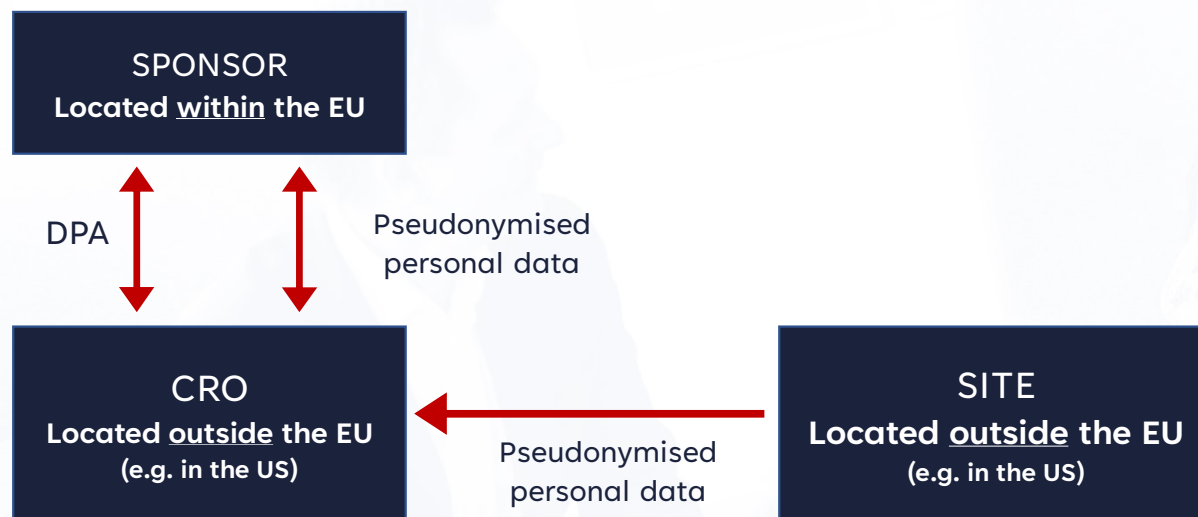 SPONSOR
Located within the EU
DPA
Pseudonymised
personal data
CRO
Located outside the EU
(e.g. in the US)
Pseudonymised
personal data
SITE
Located outside the EU
(e.g. in the US)